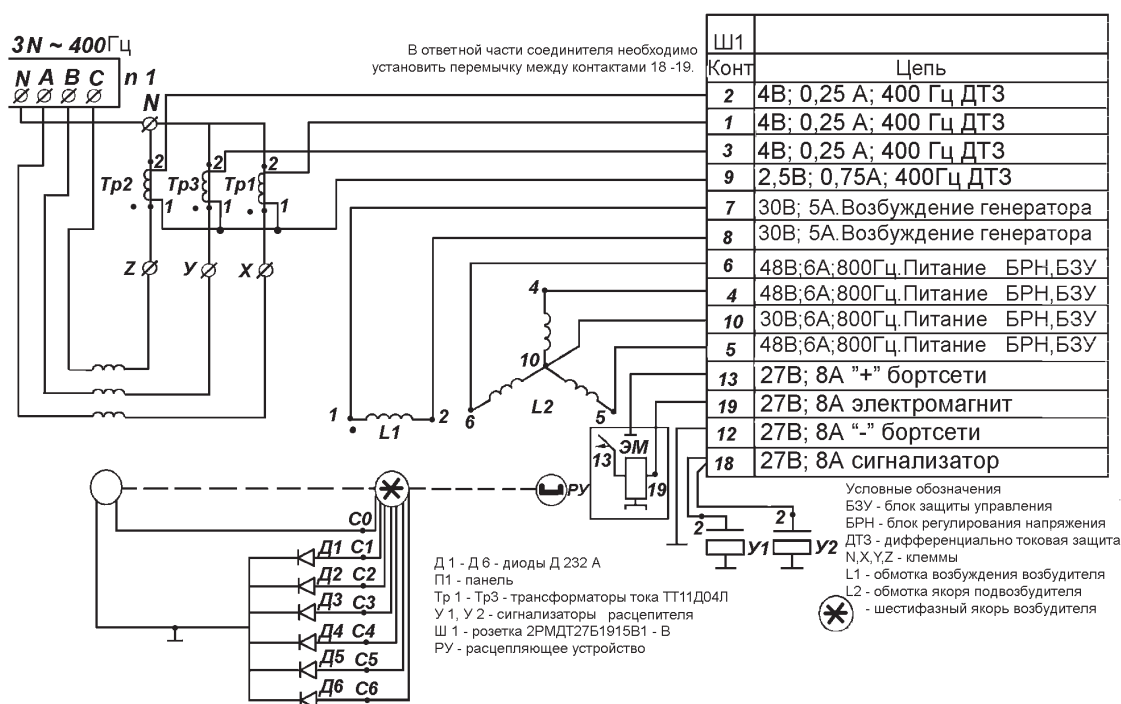 3N ~ 400Гц
N A B C п 1
N
2 2 2
Тр2 Тр3 Тр1
1 1 1
Z У X
В ответной части соединителя необходимо
установить перемычку между контактами 18 -19.
Ш1
Конт Цепь
2 4В; 0,25 А; 400 Гц ДТЗ
1 4В; 0,25 А; 400 Гц ДТЗ
3 4В; 0,25 А; 400 Гц ДТЗ
9 2,5В; 0,75А; 400Гц ДТЗ
7 30В; 5А.Возбуждение генератора
8 30В; 5А.Возбуждение генератора
6 48В;6А;800Гц.Питание БРН,БЗУ
4 48В;6А;800Гц.Питание БРН,БЗУ
10 30В;6А;800Гц.Питание БРН,БЗУ
5 48В;6А;800Гц.Питание БРН,БЗУ
13 27В; 8А "+" бортсети
19 27В; 8А электромагнит
12 27В; 8А “-” бортсети
18 27В; 8А сигнализатор
4
10
1 L1 2
6 L2 5
ЭМ
13 19
РУ
2 У1
2 У2
С0
Д1 С1
Д2 С2
Д3 С3
Д4 С4
Д5 С5
Д6 С6
Д 1 - Д 6 - диоды Д 232 А
П1 - панель
Тр 1 - Тр3 - трансформаторы тока ТТ11Д04Л
У 1, У 2 - сигнализаторы расцепителя
Ш 1 - розетка 2РМДТ27Б1915В1 - В
РУ - расцепляющее устройство
Условные обозначения
БЗУ - блок защиты управления
БРН - блок регулирования напряжения
ДТЗ - дифференциально токовая защита
N,X,Y,Z - клеммы
L1 - обмотка возбуждения возбудителя
L2 - обмотка якоря подвозбудителя
- шестифазный якорь возбудителя